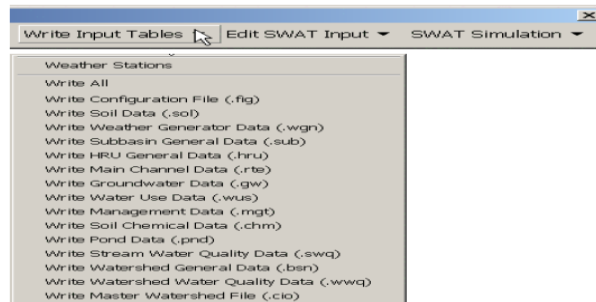 Write Input Tables Edit SWAT Input SWAT Simulation
Weather Stations
Write All
Write Configuration File (.fig)
Write Soil Data (.sol)
Write Weather Generator Data (.wgn)
Write Subbasin General Data (.sub)
Write HRU General Data (.hru)
Write Main Channel Data (.rte)
Write Groundwater Data (.gw)
Write Water Use Data (.wus)
Write Management Data (.mgt)
Write Soil Chemical Data (.chm)
Write Pond Data (.pnd)
Write Stream Water Quality Data (.swq)
Write Watershed General Data (.bsn)
Write Watershed Water Quality Data (.wwq)
Write Master Watershed File (.cio)